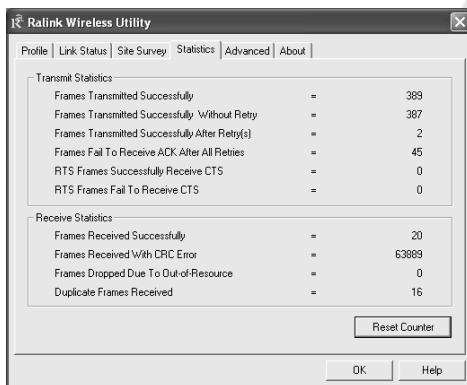 Ralink Wireless Utility
Profile Link Status Site Survey Statistics Advanced About
Transmit Statistics
Frames Transmitted Successfully = 389
Frames Transmitted Successfully Without Retry = 387
Frames Transmitted Successfully After Retry(s) = 2
Frames Fail To Receive ACK After All Retries = 45
RTS Frames Successfully Receive CTS = 0
RTS Frames Fail To Receive CTS = 0
Receive Statistics
Frames Received Successfully = 20
Frames Received With CRC Error = 63889
Frames Dropped Due To Out-of-Resource = 0
Duplicate Frames Received = 16
Reset Counter
OK Help